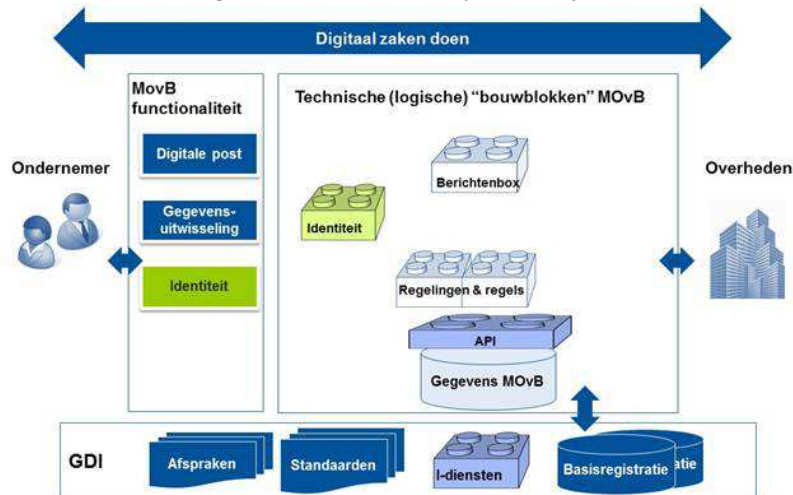 Digitaal zaken doen
MovB
functionaliteit
Technische (logische) “bouwblokken” MOvB
Ondernemer
Digitale post
Berichtenbox
Overheden
Gegevens-
uitwisseling
Identiteit
Identiteit
Regelingen & regels
API
Gegevens MOvB
GDI
Afspraken
Standaarden
I-diensten
Basisregistratie
atie